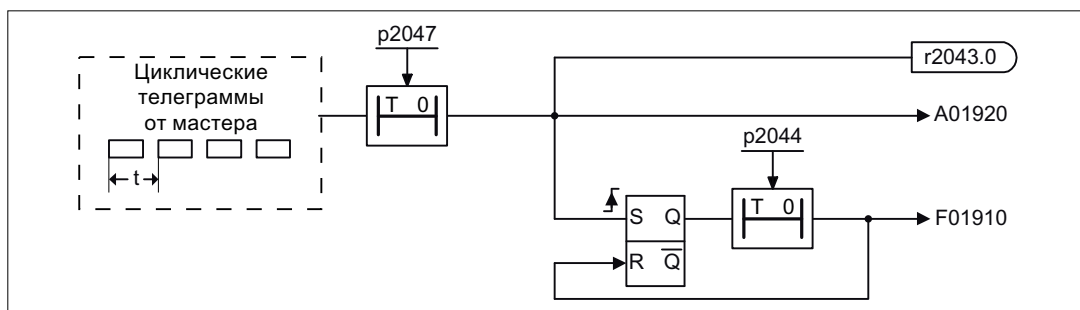 p2047
r2043.0
Циклические
телеграммы
от мастера
T 0
A01920
t
p2044
S Q
T 0
F01910
R Q̅